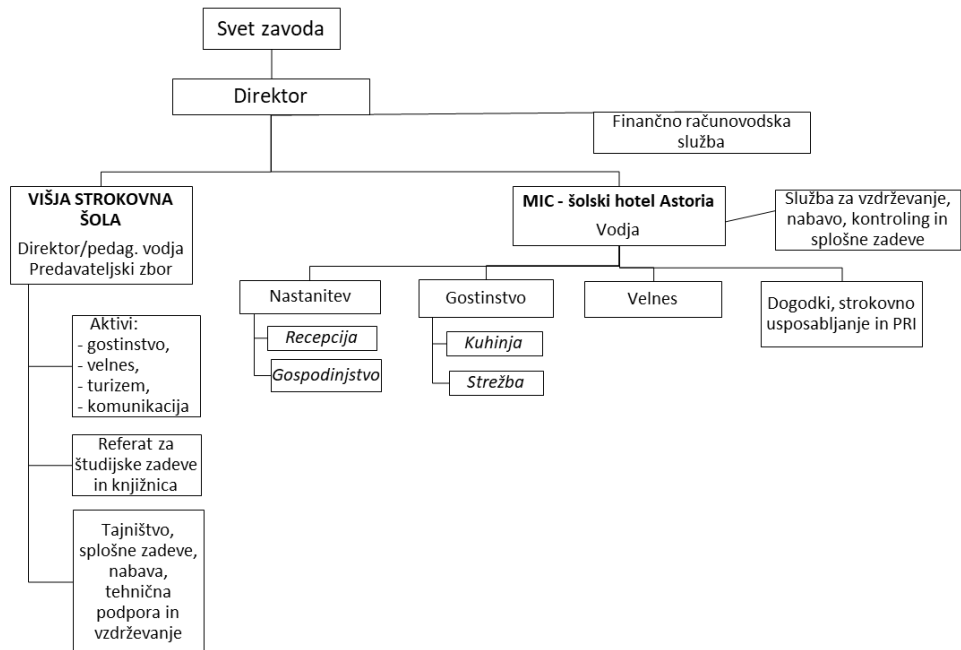 Svet zavoda
Direktor
Finančno računovodska
služba
VIŠJA STROKOVNA
ŠOLA
Direktor/pedag. vodja
Predavateljski zbor
MIC - šolski hotel Astoria
Vodja
Služba za vzdrževanje,
nabavo, kontroling in
splošne zadeve
Nastanitev
Recepcija
Gospodinjstvo
Gostinstvo
Kuhinja
Strežba
Velnes
Dogodki, strokovno
usposabljanje in PRI
Aktivi:
- gostinstvo,
- velnes,
- turizem,
- komunikacija
Referat za
študijske zadeve
in knjižnica
Tajništvo,
splošne zadeve,
nabava,
tehnična
podpora in
vzdrževanje